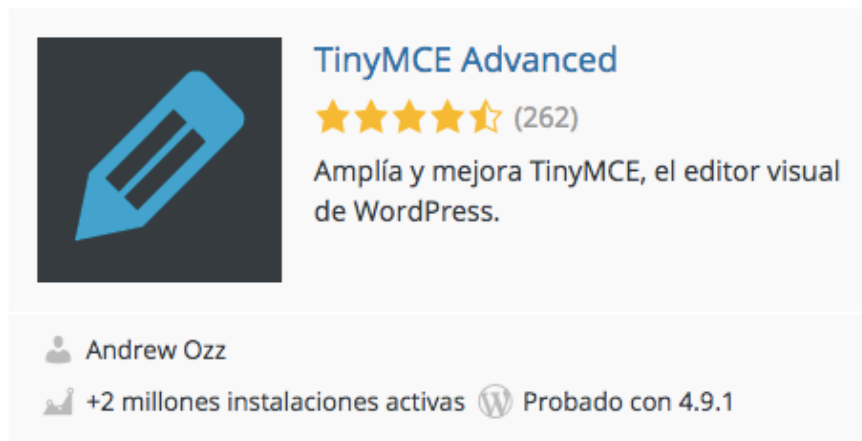 TinyMCE Advanced
(262)
Amplía y mejora TinyMCE, el editor visual
de WordPress.
Andrew Ozz
+2 millones instalaciones activas Probado con 4.9.1